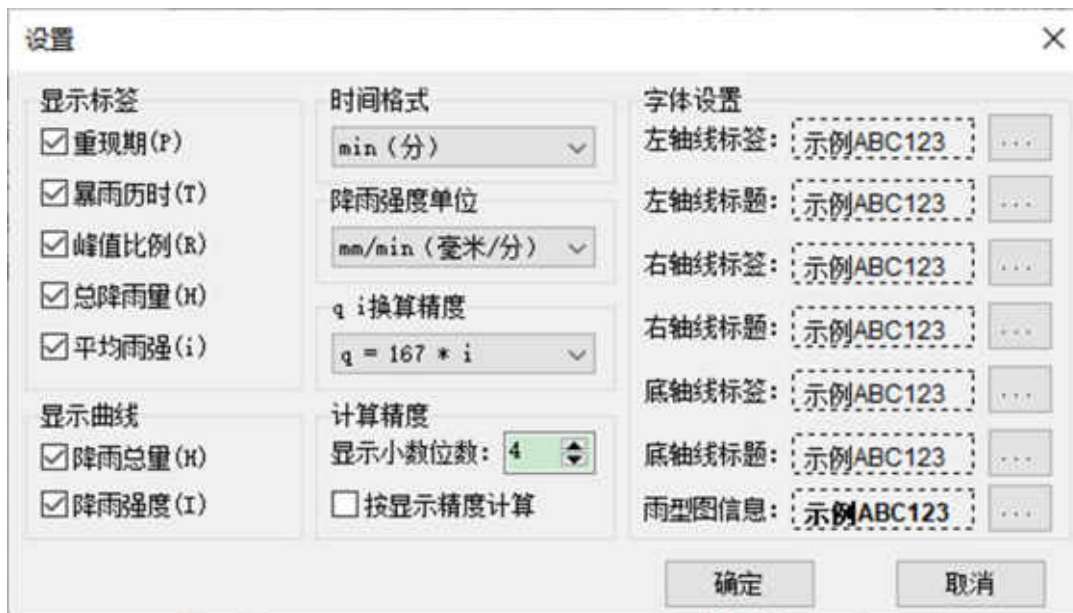 设置
显示标签
重现期(P)
暴雨历时(T)
峰值比例(R)
总降雨量(H)
平均雨强(i)
显示曲线
降雨总量(H)
降雨强度(I)
时间格式
min（分）
降雨强度单位
mm/min（毫米/分）
q i换算精度
q = 167 * i
计算精度
显示小数位数： 4
按显示精度计算
字体设置
左轴线标签： 示例ABC123 ...
左轴线标题： 示例ABC123 ...
右轴线标签： 示例ABC123 ...
右轴线标题： 示例ABC123 ...
底轴线标签： 示例ABC123 ...
底轴线标题： 示例ABC123 ...
雨型图信息： 示例ABC123 ...
确定
取消